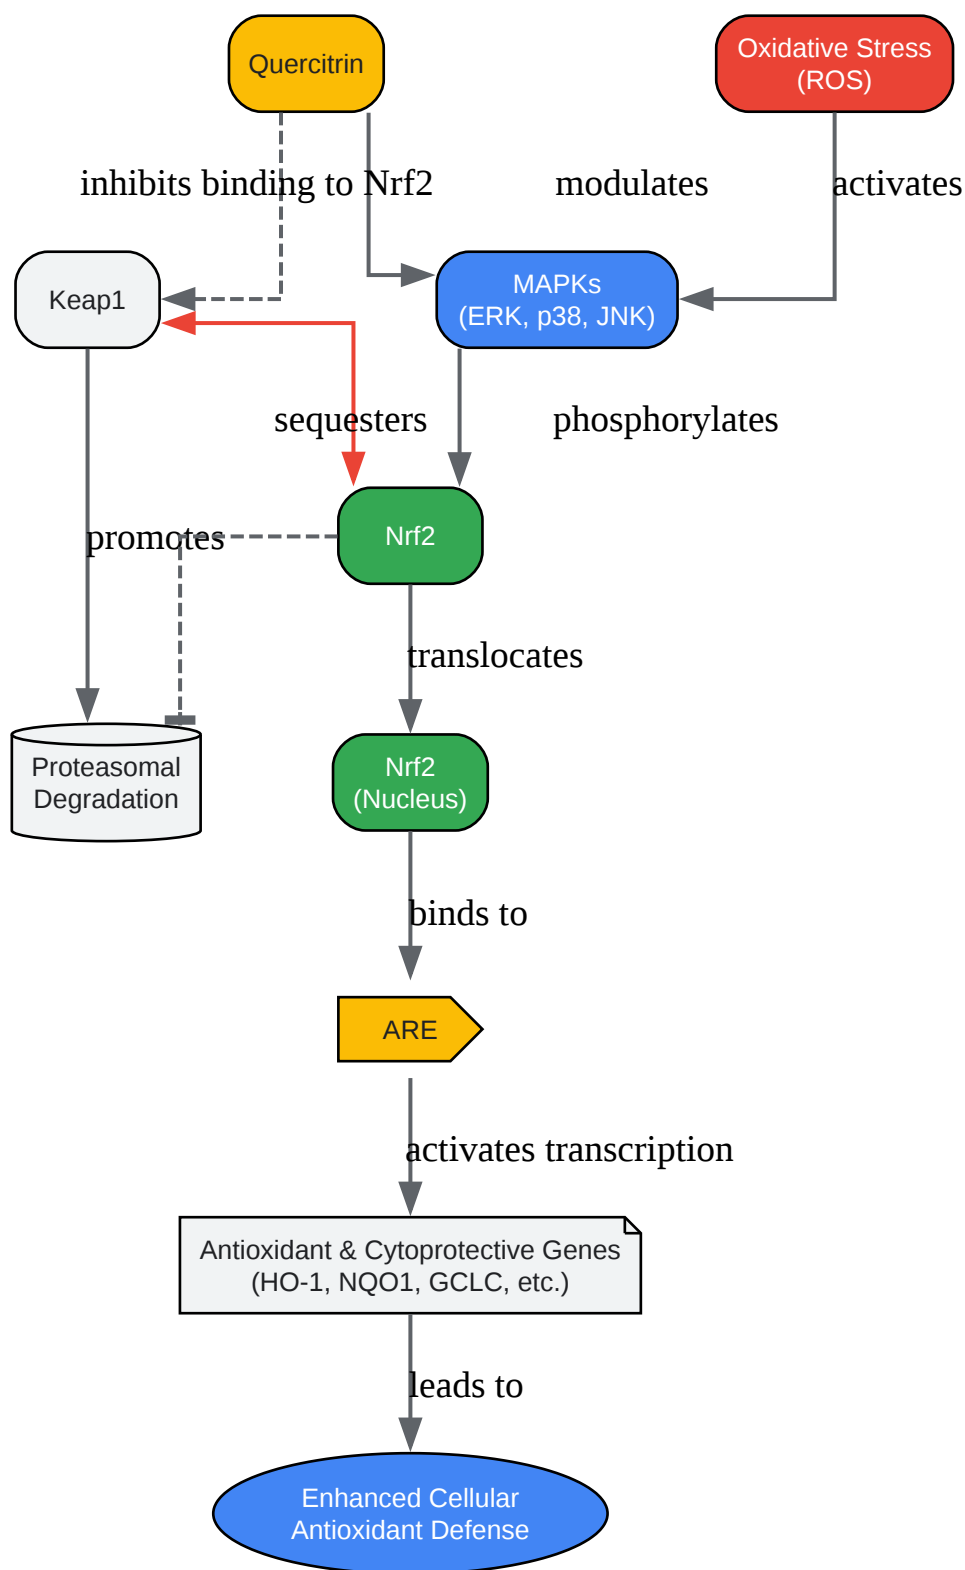 Quercitrin
Oxidative Stress
(ROS)
inhibits binding to Nrf2
modulates
activates
Keap1
MAPKs
(ERK, p38, JNK)
sequesters
phosphorylates
Nrf2
promotes
translocates
Proteasomal
Degradation
Nrf2
(Nucleus)
binds to
ARE
activates transcription
Antioxidant & Cytoprotective Genes
(HO-1, NQO1, GCLC, etc.)
leads to
Enhanced Cellular
Antioxidant Defense